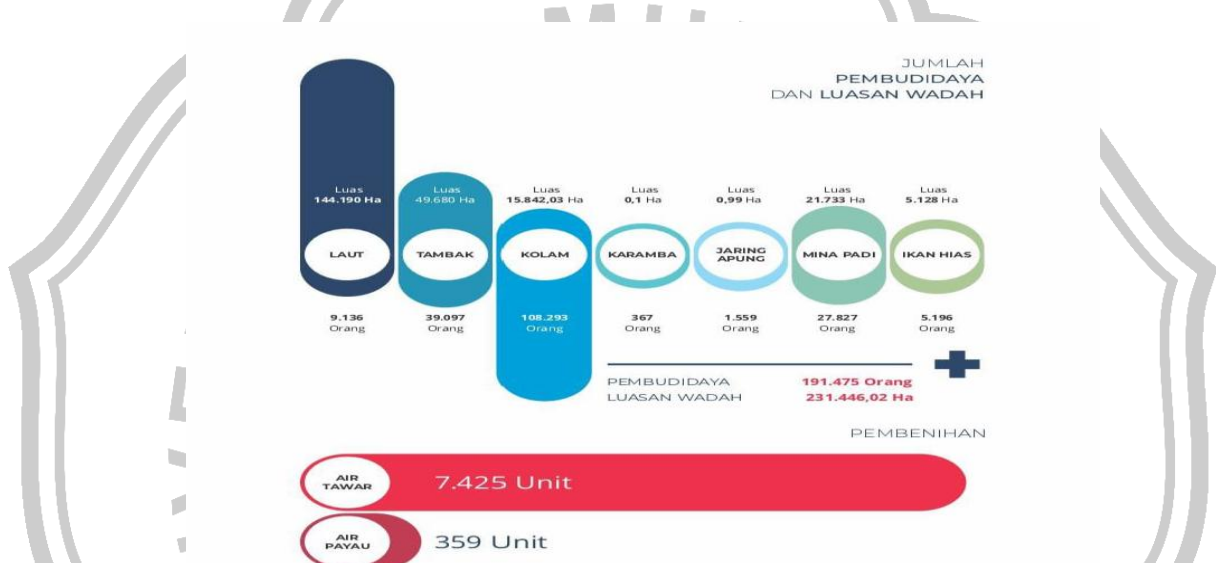 JUMLAH
PEMBUDIDAYA
DAN LUASAN WADAH
Luas
144.190 Ha
Luas
49.680 Ha
Luas
15.842,03 Ha
Luas
0,1 Ha
Luas
0,99 Ha
Luas
21.733 Ha
Luas
5.128 Ha
LAUT
TAMBAK
KOLAM
KARAMBA
JARING
APUNG
MINA PADI
IKAN HIAS
9.136
Orang
39.097
Orang
108.293
Orang
367
Orang
1.559
Orang
27.827
Orang
5.196
Orang
PEMBUDIDAYA 191.475 Orang
LUASAN WADAH 231.446,02 Ha
PEMBENIHAN
AIR
TAWAR
7.425 Unit
AIR
PAYAU
359 Unit